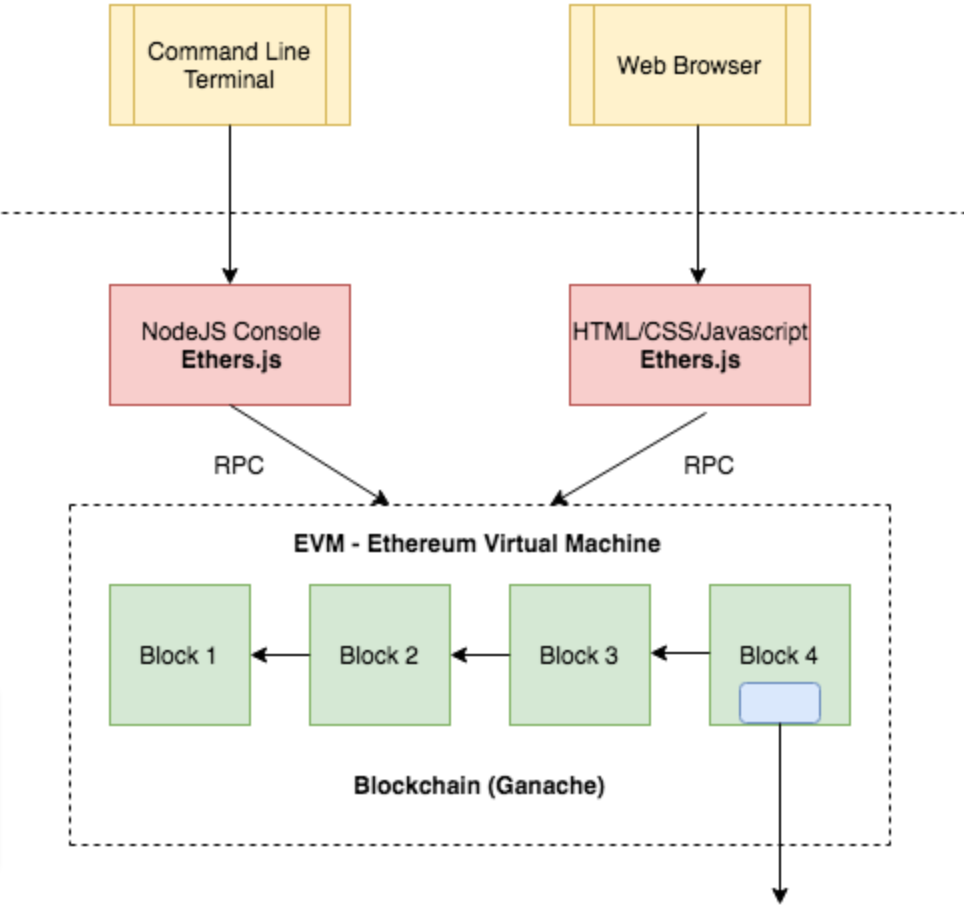 Command Line
Terminal
Web Browser
NodeJS Console
Ethers.js
HTML/CSS/Javascript
Ethers.js
RPC
RPC
EVM - Ethereum Virtual Machine
Block 1
Block 2
Block 3
Block 4
Blockchain (Ganache)